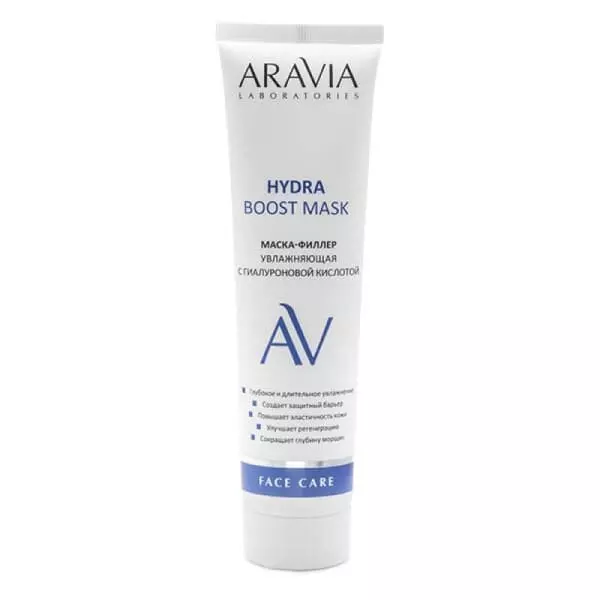 ARAVIA
LABORATORIES
HYDRA
BOOST MASK
МАСКА-ФИЛЛЕР
УВЛАЖНЯЮЩАЯ
С ГИАЛУРОНОВОЙ КИСЛОТОЙ
AV
Глубокое и длительное увлажнение
Создает защитный барьер
Повышает эластичность кожи
Улучшает регенерацию
Сокращает глубину морщин
FACE CARE